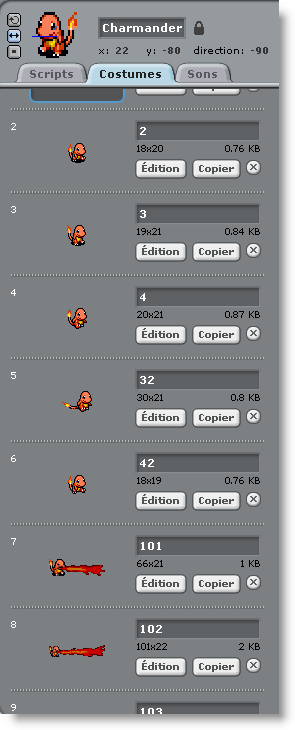 Charmander
x: 22 y: -80 direction: -90
Scripts Costumes Sons
2 2
18x20 0.76 KB
Édition Copier
3 3
19x21 0.84 KB
Édition Copier
4 4
20x21 0.87 KB
Édition Copier
5 32
30x21 0.8 KB
Édition Copier
6 42
18x19 0.76 KB
Édition Copier
7 101
66x21 1 KB
Édition Copier
8 102
101x22 2 KB
Édition Copier
9 103